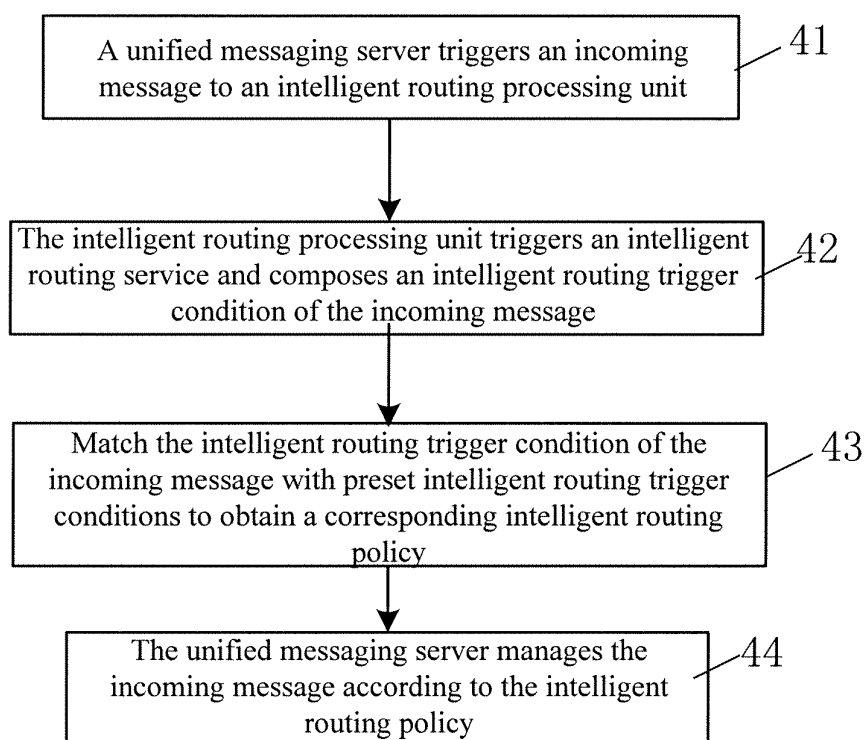 A unified messaging server triggers an incoming
message to an intelligent routing processing unit
41
The intelligent routing processing unit triggers an intelligent
routing service and composes an intelligent routing trigger
condition of the incoming message
42
Match the intelligent routing trigger condition of the
incoming message with preset intelligent routing trigger
conditions to obtain a corresponding intelligent routing
policy
43
The unified messaging server manages the
incoming message according to the intelligent
routing policy
44